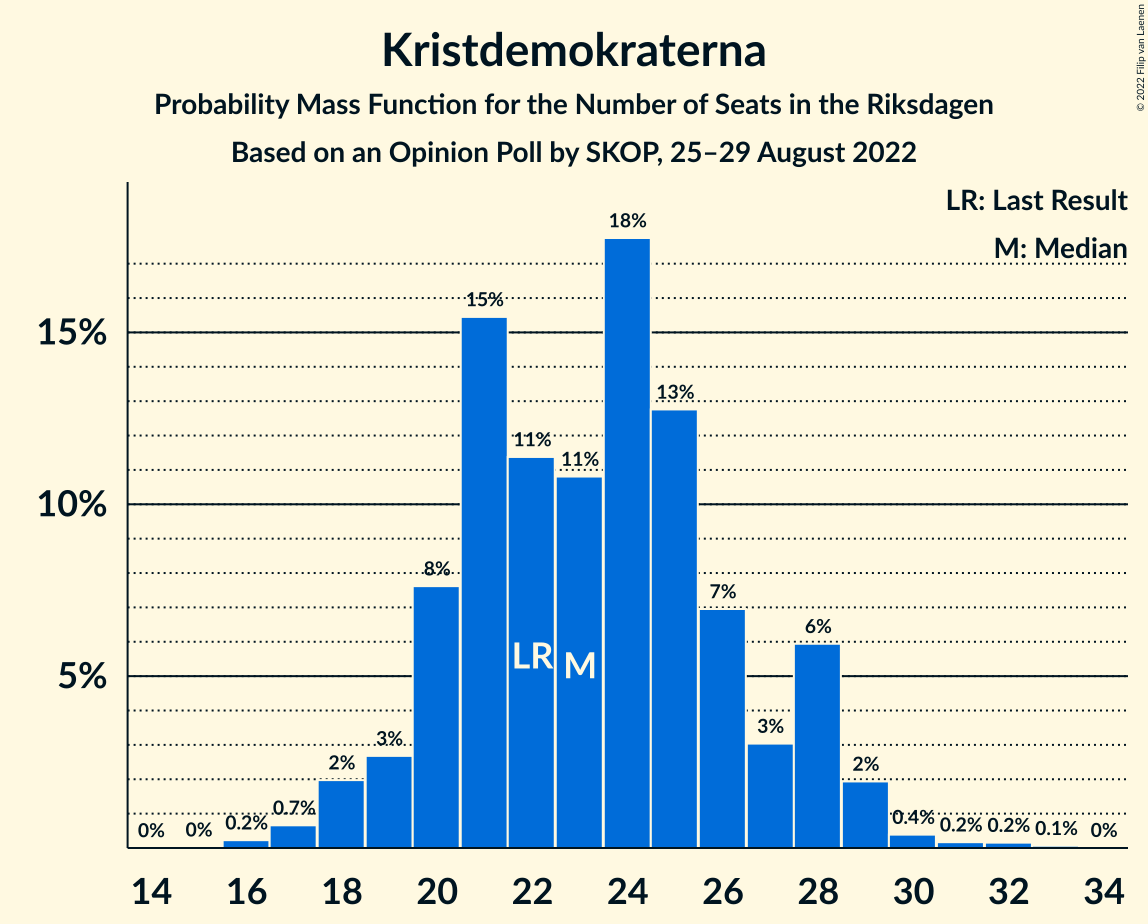 Kristdemokraterna
Probability Mass Function for the Number of Seats in the Riksdagen
Based on an Opinion Poll by SKOP, 25–29 August 2022
© 2022 Filip van Laenen
LR: Last Result
M: Median
18%
15%
15%
13%
11%
11%
10%
8%
7%
6%
LR
M
5%
3%
3%
2%
2%
0.7%
0.4%
0.2%
0.2%
0.2%
0.1%
0%
0%
0%
14 16 18 20 22 24 26 28 30 32 34